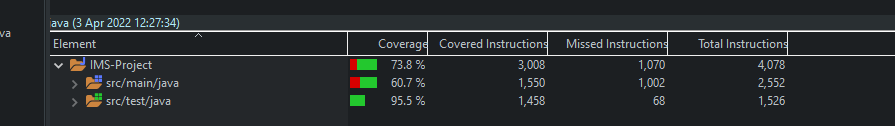 java (3 Apr 2022 12:27:34)
va
Element Coverage Covered Instructions Missed Instructions Total Instructions
IMS-Project 73.8 % 3,008 1,070 4,078
src/main/java 60.7 % 1,550 1,002 2,552
src/test/java 95.5 % 1,458 68 1,526